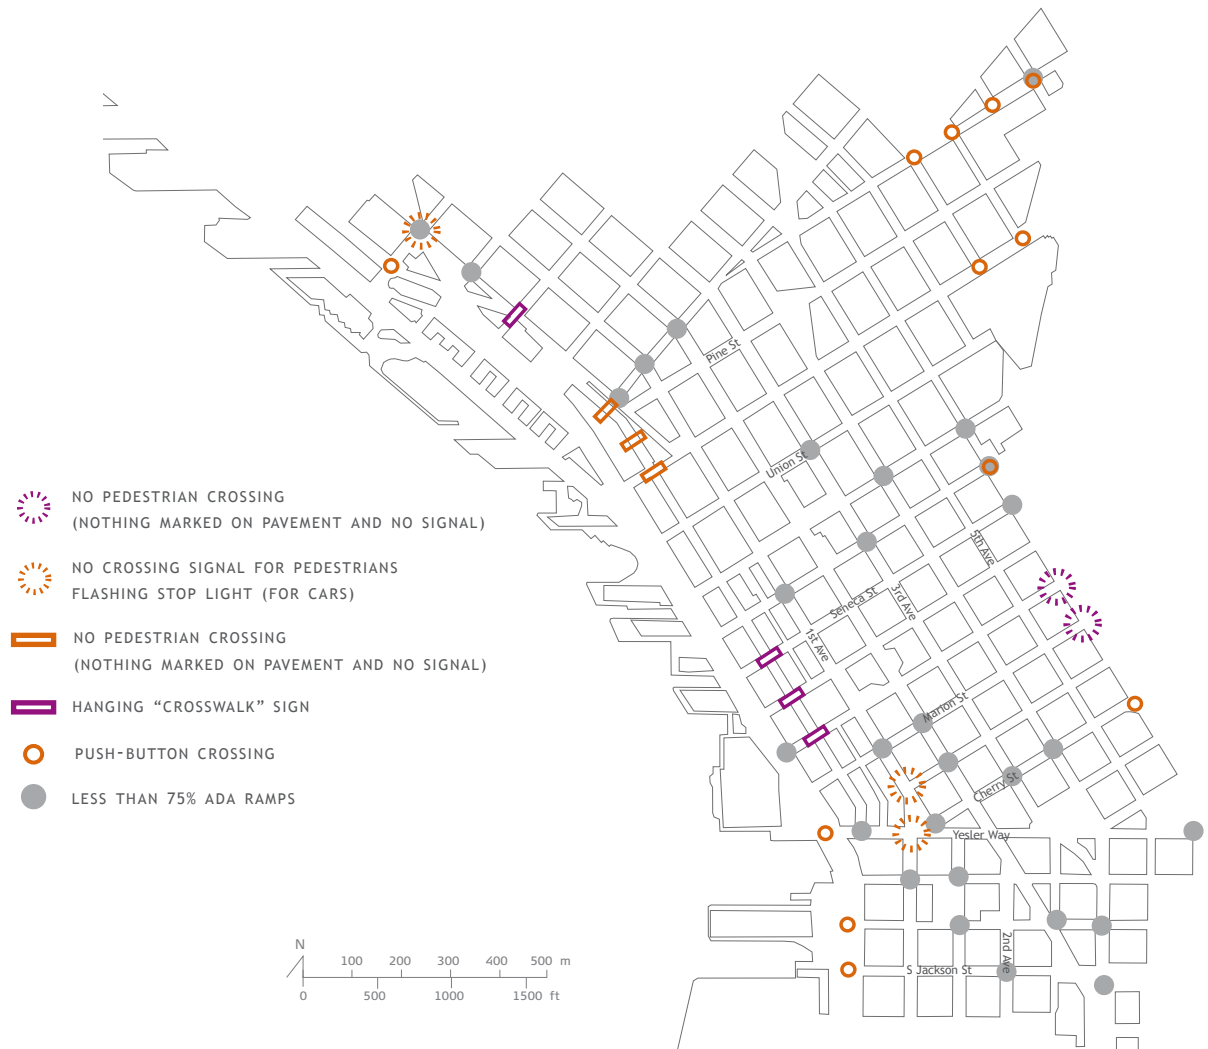 Pine St
Union St
5th Ave
Seneca St
3rd Ave
1st Ave
Marion St
Cherry St
Yesler Way
2nd Ave
S Jackson St
NO PEDESTRIAN CROSSING
(NOTHING MARKED ON PAVEMENT AND NO SIGNAL)
NO CROSSING SIGNAL FOR PEDESTRIANS
FLASHING STOP LIGHT (FOR CARS)
NO PEDESTRIAN CROSSING
(NOTHING MARKED ON PAVEMENT AND NO SIGNAL)
HANGING “CROSSWALK” SIGN
PUSH-BUTTON CROSSING
LESS THAN 75% ADA RAMPS
N
100 200 300 400 500 m
0 500 1000 1500 ft